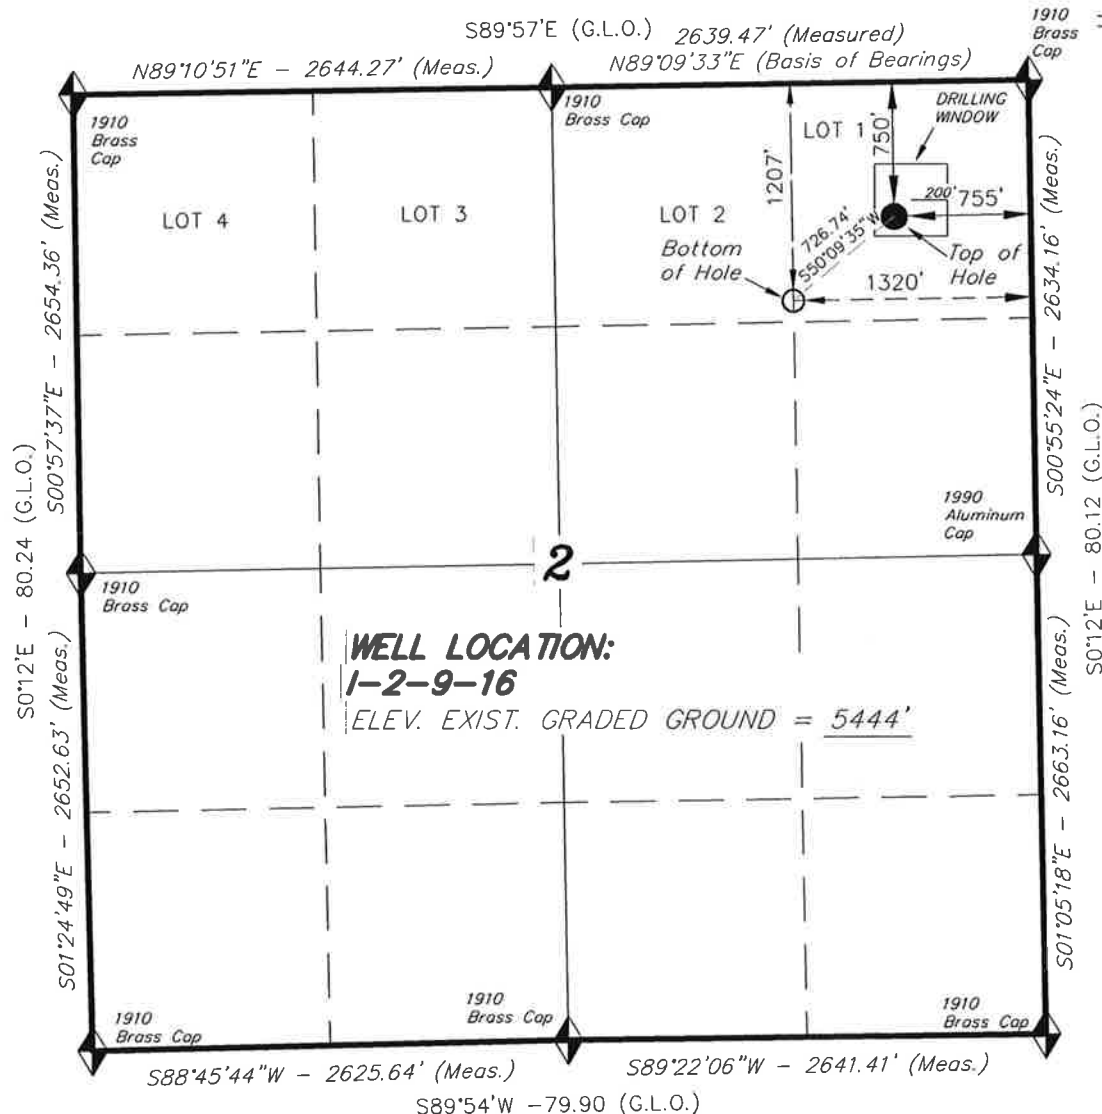 S89°57'E (G.L.O.)
2639.47' (Measured)
N89°10'51"E - 2644.27' (Meas.)
N89°09'33"E (Basis of Bearings)
1910
Brass
Cap
1910
Brass
Cap
1910
Brass Cap
DRILLING
WINDOW
LOT 1
750'
1207'
200'
755'
LOT 4
LOT 3
LOT 2
726.74'
S50°09'35"W
Bottom
of Hole
Top of
Hole
1320'
S00°57'37"E - 2654.36' (Meas.)
S00°55'24"E - 2634.16' (Meas.)
S0°12'E - 80.24 (G.L.O.)
S0°12'E - 80.12 (G.L.O.)
1990
Aluminum
Cap
2
1910
Brass Cap
WELL LOCATION:
1-2-9-16
ELEV. EXIST. GRADED GROUND = 5444'
S01°24'49"E - 2652.63' (Meas.)
S01°05'18"E - 2663.16' (Meas.)
1910
Brass Cap
1910
Brass Cap
1910
Brass Cap
S88°45'44"W - 2625.64' (Meas.)
S89°22'06"W - 2641.41' (Meas.)
S89°54'W -79.90 (G.L.O.)